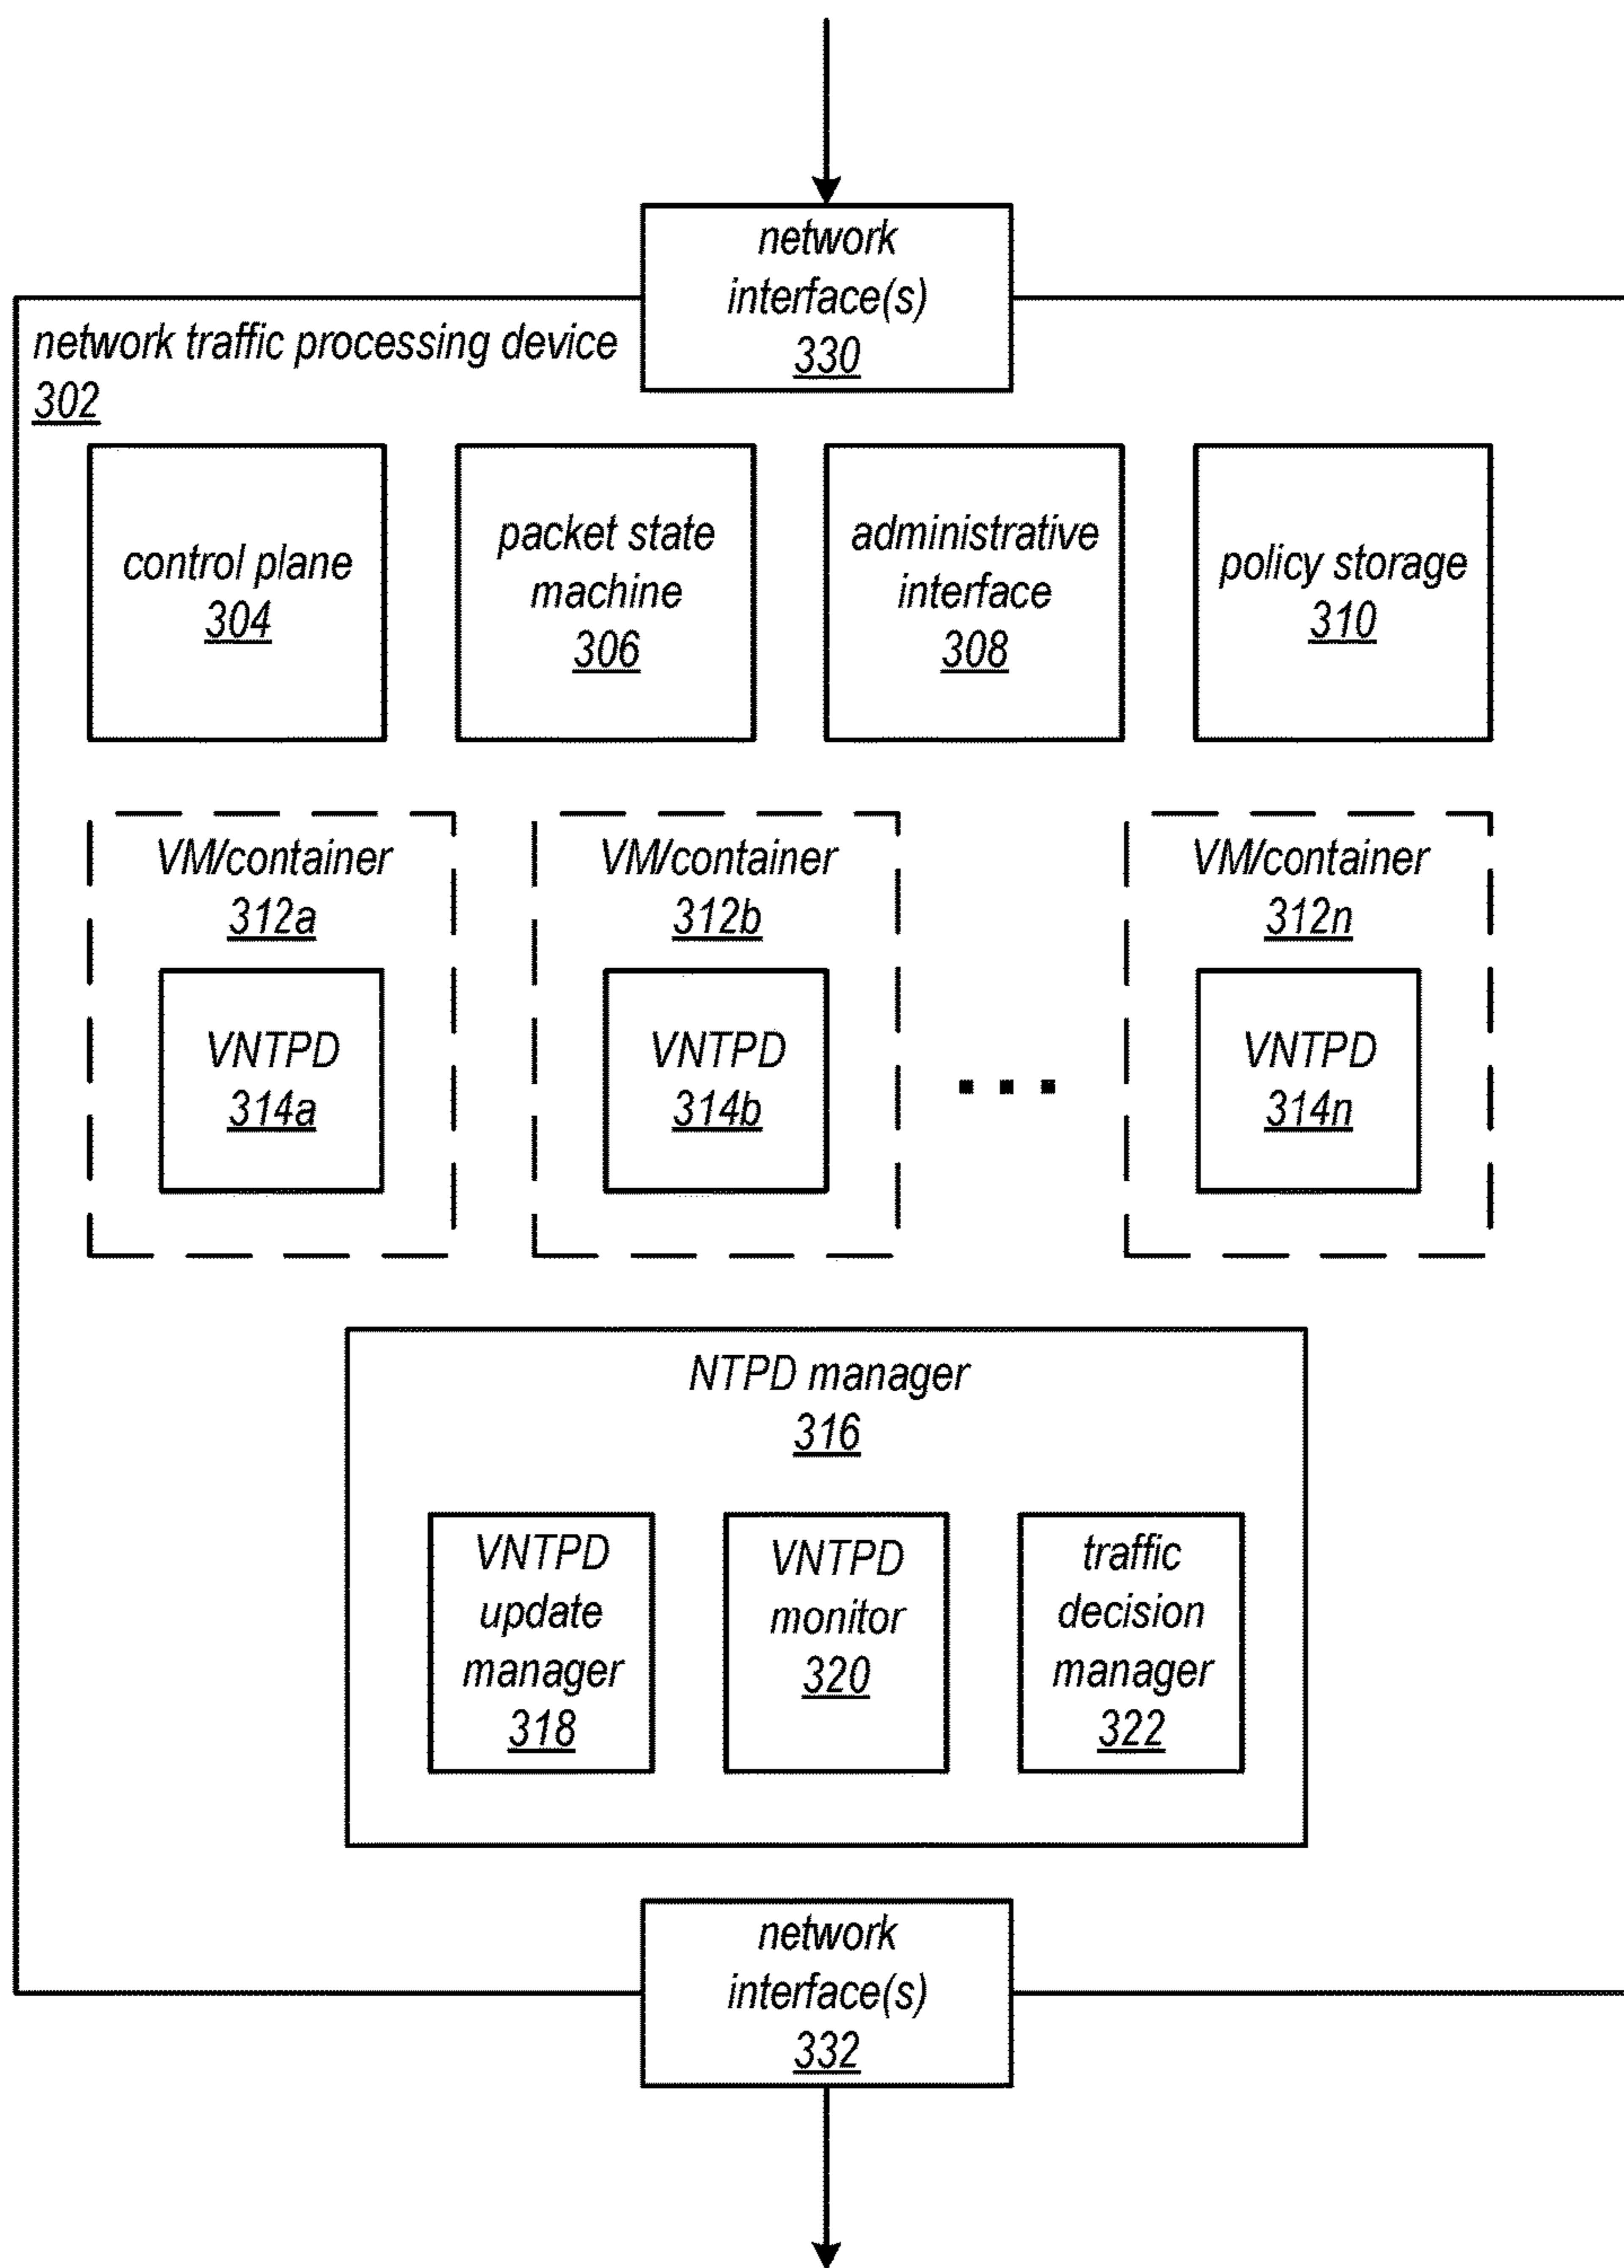 network
interface(s)
330
network traffic processing device
302
control plane
304
packet state
machine
306
administrative
interface
308
policy storage
310
VM/container
312a
VNTPD
314a
VM/container
312b
VNTPD
314b
...
VM/container
312n
VNTPD
314n
NTPD manager
316
VNTPD
update
manager
318
VNTPD
monitor
320
traffic
decision
manager
322
network
interface(s)
332